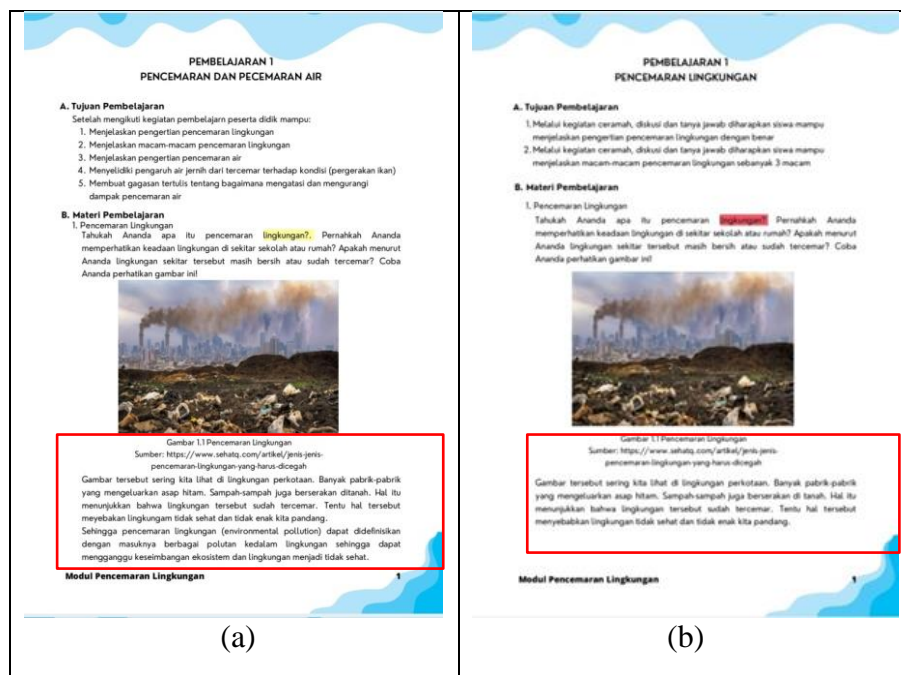 PEMBELAJARAN 1
PENCEMARAN DAN PECEMARAN AIR
A. Tujuan Pembelajaran
Setelah mengikuti kegiatan pembelajarn peserta didik mampu:
1. Menjelaskan pengertian pencemaran lingkungan
2. Menjelaskan macam-macam pencemaran lingkungan
3. Menjelaskan pengertian pencemaran air
4. Menyelidiki pengaruh air jernih dari tercemar terhadap kondisi (pergerakan ikan)
5. Membuat gagasan tertulis tentang bagaimana mengatasi dan mengurangi
dampak pencemaran air
B. Materi Pembelajaran
1. Pencemaran Lingkungan
Tahukah Ananda apa itu pencemaran lingkungan?. Pernahkah Ananda
memperhatikan keadaan lingkungan di sekitar sekolah atau rumah? Apakah menurut
Ananda lingkungan sekitar tersebut masih bersih atau sudah tercemar? Coba
Ananda perhatikan gambar ini!
Gambar 1.1 Pencemaran Lingkungan
Sumber: https://www.sehatq.com/artikel/jenis-jenis-
pencemaran-lingkungan-yang-harus-dicegah
Gambar tersebut sering kita lihat di lingkungan perkotaan. Banyak pabrik-pabrik
yang mengeluarkan asap hitam. Sampah-sampah juga berserakan ditanah. Hal itu
menunjukkan bahwa lingkungan tersebut sudah tercemar. Tentu hal tersebut
meyebakan lingkungam tidak sehat dan tidak enak kita pandang.
Sehingga pencemaran lingkungan (environmental pollution) dapat didefinisikan
dengan masuknya berbagai polutan kedalam lingkungan sehingga dapat
mengganggu keseimbangan ekosistem dan lingkungan menjadi tidak sehat.
Modul Pencemaran Lingkungan 1
(a)
PEMBELAJARAN 1
PENCEMARAN LINGKUNGAN
A. Tujuan Pembelajaran
1. Melalui kegiatan ceramah, diskusi dan tanya jawab diharapkan siswa mampu
menjelaskan pengertian pencemaran lingkungan dengan benar
2. Melalui kegiatan ceramah, diskusi dan tanya jawab diharapkan siswa mampu
menjelaskan macam-macam pencemaran lingkungan sebanyak 3 macam
B. Materi Pembelajaran
1. Pencemaran Lingkungan
Tahukah Ananda apa itu pencemaran lingkungan? Pernahkah Ananda
memperhatikan keadaan lingkungan di sekitar sekolah atau rumah? Apakah menurut
Ananda lingkungan sekitar tersebut masih bersih atau sudah tercemar? Coba
Ananda perhatikan gambar ini!
Gambar 1.1 Pencemaran Lingkungan
Sumber: https://www.sehatq.com/artikel/jenis-jenis-
pencemaran-lingkungan-yang-harus-dicegah
Gambar tersebut sering kita lihat di lingkungan perkotaan. Banyak pabrik-pabrik
yang mengeluarkan asap hitam. Sampah-sampah juga berserakan di tanah. Hal itu
menunjukkan bahwa lingkungan tersebut sudah tercemar. Tentu hal tersebut
menyebabkan lingkungan tidak sehat dan tidak enak kita pandang.
Modul Pencemaran Lingkungan 1
(b)